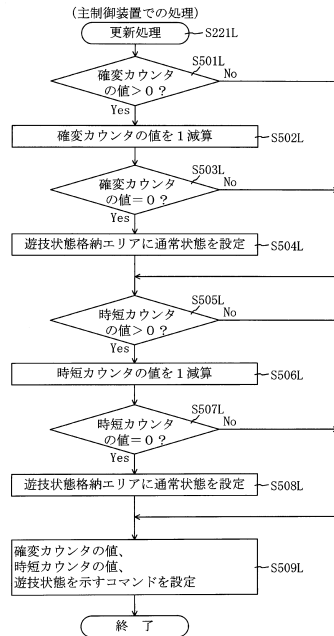 (主制御装置での処理)
更新処理
S221L
S501L
確変カウンタ
の値>0？
No
Yes
確変カウンタの値を1減算
S502L
S503L
確変カウンタ
の値=0？
No
Yes
遊技状態格納エリアに通常状態を設定
S504L
S505L
時短カウンタ
の値>0？
No
Yes
時短カウンタの値を1減算
S506L
S507L
時短カウンタ
の値=0？
No
Yes
遊技状態格納エリアに通常状態を設定
S508L
確変カウンタの値、
時短カウンタの値、
遊技状態を示すコマンドを設定
S509L
終 了